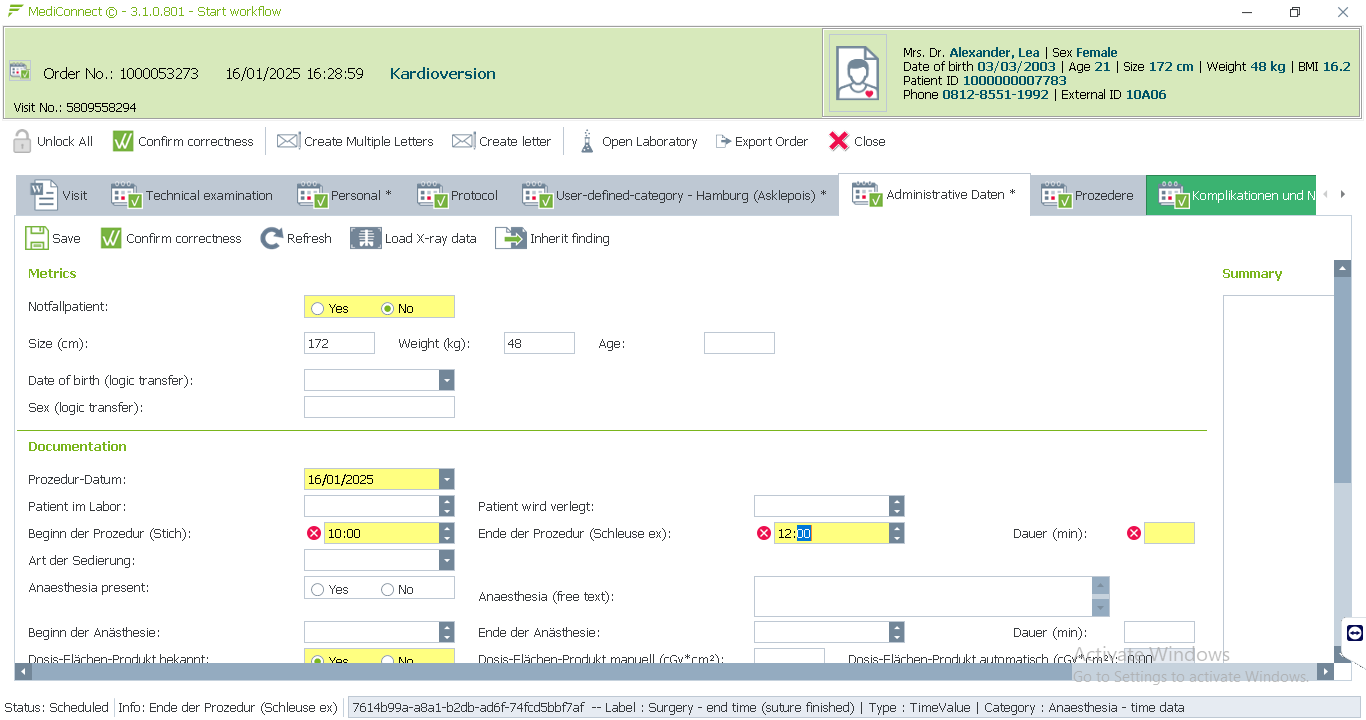 MediConnect © - 3.1.0.801 - Start workflow
Order No.: 1000053273 16/01/2025 16:28:59 Kardioversion
Visit No.: 5809558294
Mrs. Dr. Alexander, Lea | Sex Female
Date of birth 03/03/2003 | Age 21 | Size 172 cm | Weight 48 kg | BMI 16.2
Patient ID 1000000007783
Phone 0812-8551-1992 | External ID 10A06
Unlock All Confirm correctness Create Multiple Letters Create letter Open Laboratory Export Order Close
Visit Technical examination Personal * Protocol User-defined-category - Hamburg (Asklepois) * Administrative Daten * Prozedere Komplikationen und N
Save Confirm correctness Refresh Load X-ray data Inherit finding
Metrics Summary
Notfallpatient: Yes No
Size (cm): 172 Weight (kg): 48 Age:
Date of birth (logic transfer):
Sex (logic transfer):
Documentation
Prozedur-Datum: 16/01/2025
Patient im Labor: Patient wird verlegt:
Beginn der Prozedur (Stich): 10:00 Ende der Prozedur (Schleuse ex): 12:00 Dauer (min):
Art der Sedierung:
Anaesthesia present: Yes No Anaesthesia (free text):
Beginn der Anästhesie: Ende der Anästhesie: Dauer (min):
Dosis-Flächen-Produkt bekannt: Yes No Dosis-Flächen-Produkt manuell (cGy*cm²): Dosis-Flächen-Produkt automatisch (cGy*cm²): 0,00
Activate Windows
Go to Settings to activate Windows.
Status: Scheduled Info: Ende der Prozedur (Schleuse ex) 7614b99a-a8a1-b2db-ad6f-74fcd5bbf7af -- Label : Surgery - end time (suture finished) | Type : TimeValue | Category : Anaesthesia - time data